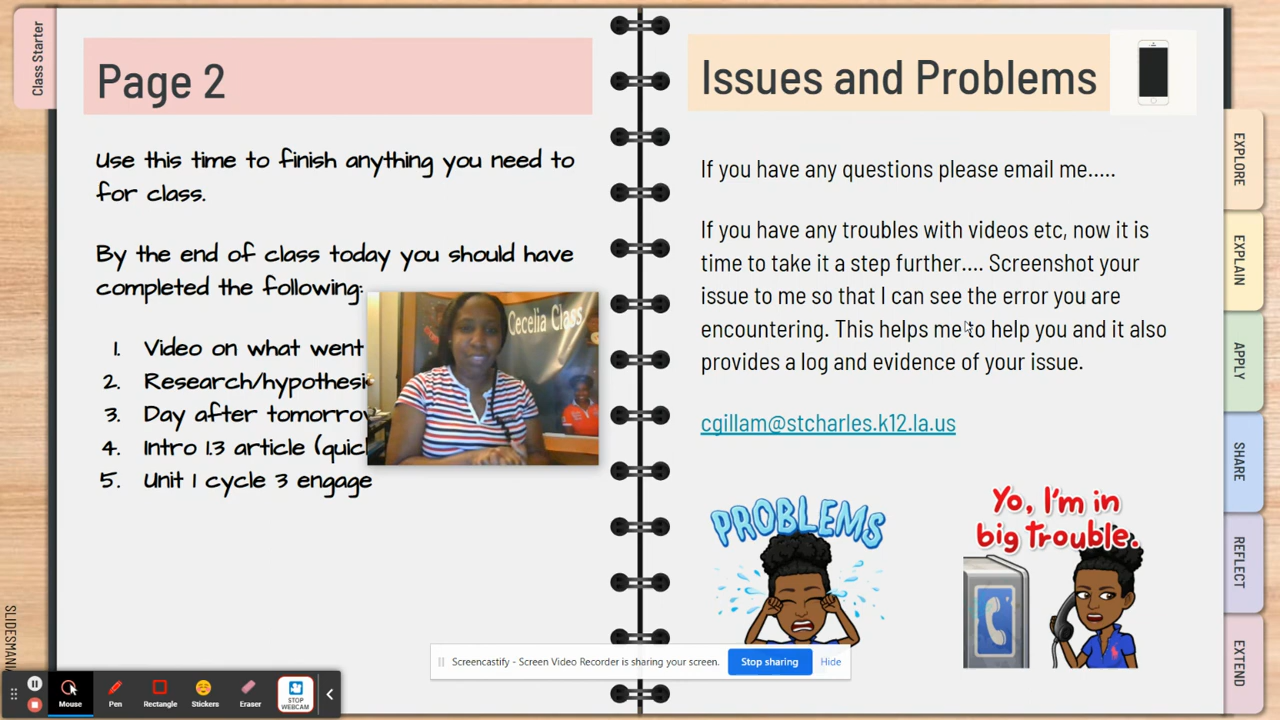 Class Starter
Page 2
Use this time to finish anything you need to
for class.
By the end of class today you should have
completed the following:
1. Video on what went
2. Research/
3. Day after
4. Intro 1.3 article
5. Unit 1 cycle 3 engage
Cecelia Class
Issues and Problems
If you have any questions please email me.....
If you have any troubles with videos etc, now it is
time to take it a step further.... Screenshot your
issue to me so that I can see the error you are
encountering. This helps me to help you and it also
provides a log and evidence of your issue.
cgillam@stcharles.k12.la.us
PROBLEMS
Yo, I'm in
big trouble.
EXPLORE
EXPLAIN
APPLY
SHARE
REFLECT
EXTEND
Screencastify - Screen Video Recorder is sharing your screen.
Stop sharing
Hide
Mouse
Pen
Rectangle
Stickers
Eraser
STOP
WEBCAM